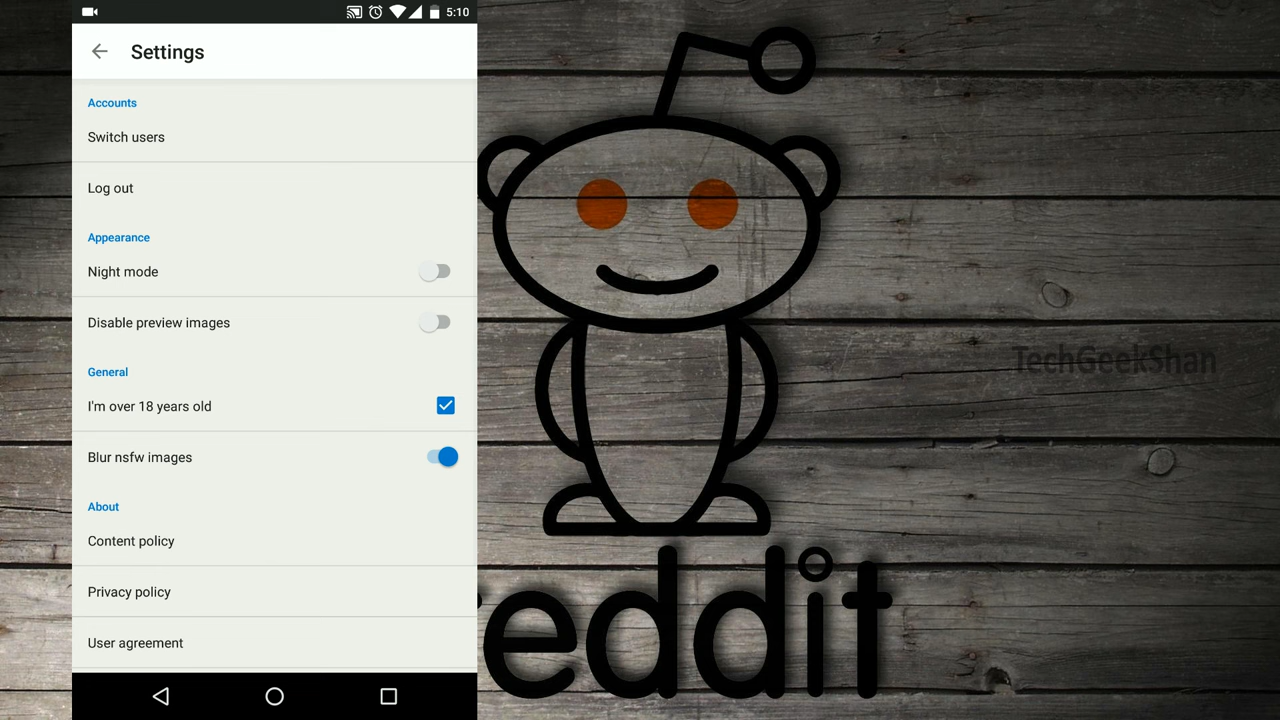 5:10
Settings
Accounts
Switch users
Log out
Appearance
Night mode
Disable preview images
General
I'm over 18 years old
Blur nsfw images
About
Content policy
Privacy policy
User agreement
TechGeekShan
reddit